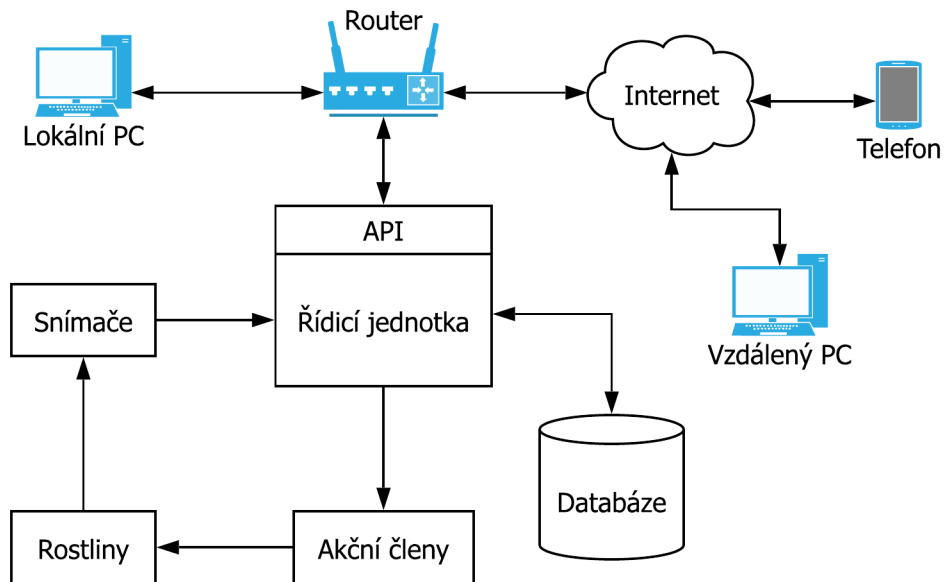 Router
Lokální PC
Internet
Telefon
API
Řídicí jednotka
Snímače
Vzdálený PC
Databáze
Rostliny
Akční členy